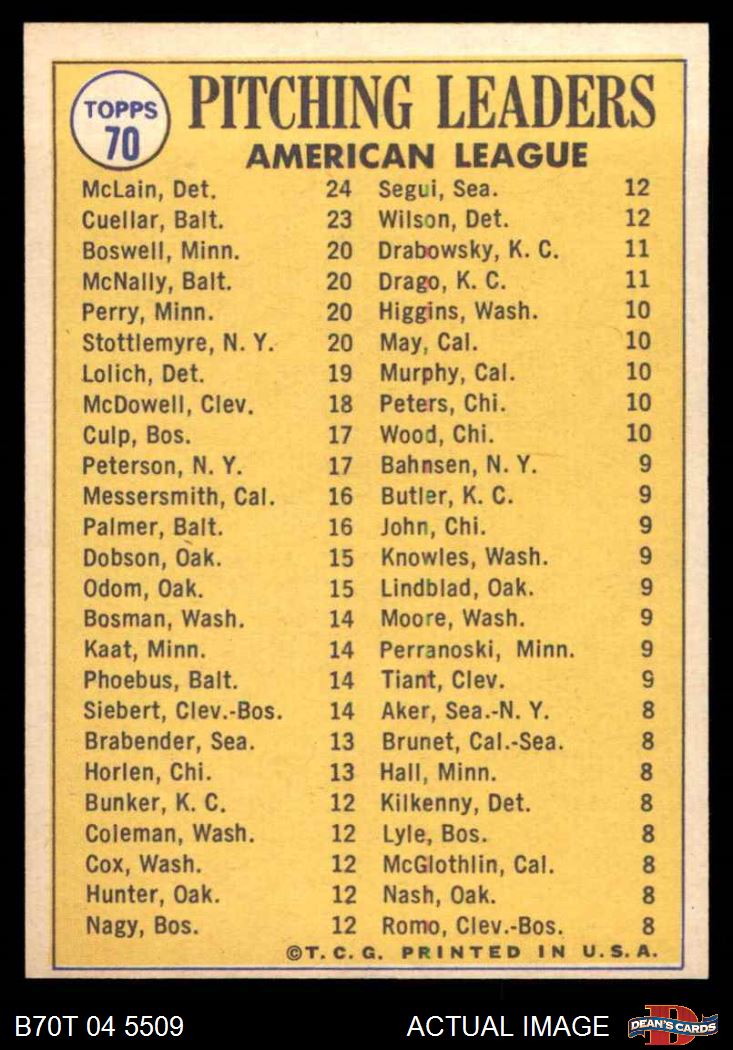 TOPPS
70
PITCHING LEADERS
AMERICAN LEAGUE
McLain, Det. 24
Cuellar, Balt. 23
Boswell, Minn. 20
McNally, Balt. 20
Perry, Minn. 20
Stottlemyre, N. Y. 20
Lolich, Det. 19
McDowell, Clev. 18
Culp, Bos. 17
Peterson, N. Y. 17
Messersmith, Cal. 16
Palmer, Balt. 16
Dobson, Oak. 15
Odom, Oak. 15
Bosman, Wash. 14
Kaat, Minn. 14
Phoebus, Balt. 14
Siebert, Clev.-Bos. 14
Brabender, Sea. 13
Horlen, Chi. 13
Bunker, K. C. 12
Coleman, Wash. 12
Cox, Wash. 12
Hunter, Oak. 12
Nagy, Bos. 12
Segui, Sea. 12
Wilson, Det. 12
Drabowsky, K. C. 11
Drago, K. C. 11
Higgins, Wash. 10
May, Cal. 10
Murphy, Cal. 10
Peters, Chi. 10
Wood, Chi. 10
Bahnsen, N. Y. 9
Butler, K. C. 9
John, Chi. 9
Knowles, Wash. 9
Lindblad, Oak. 9
Moore, Wash. 9
Perranoski, Minn. 9
Tiant, Clev. 9
Aker, Sea.-N. Y. 8
Brunet, Cal.-Sea. 8
Hall, Minn. 8
Kilkenny, Det. 8
Lyle, Bos. 8
McGlothlin, Cal. 8
Nash, Oak. 8
Romo, Clev.-Bos. 8
©T. C. G. PRINTED IN U. S. A.
B70T 04 5509 ACTUAL IMAGE
D
DEAN'S CARDS